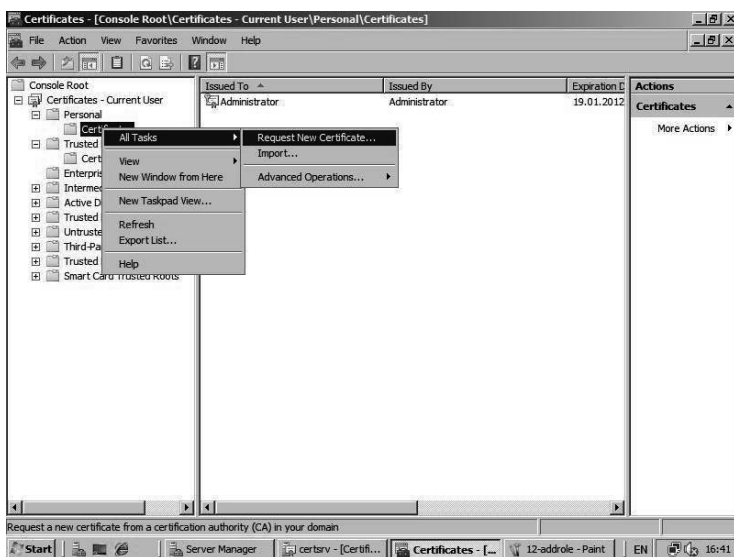 Certificates - [Console Root\Certificates - Current User\Personal\Certificates]
File Action View Favorites Window Help
Console Root
Certificates - Current User
Personal
Certificates
Trusted
Cert
Enterpris
Intermed
Active D
Trusted
Untruste
Third-Pa
Trusted
Smart Card Trusted Roots
All Tasks
View
New Window from Here
New Taskpad View...
Refresh
Export List...
Help
Request New Certificate...
Import...
Advanced Operations...
Issued To Issued By Expiration D
Administrator Administrator 19.01.2012
Actions
Certificates
More Actions
Request a new certificate from a certification authority (CA) in your domain
Start Server Manager certsrv - [Certifi... Certificates - [... 12-addrole - Paint EN 16:41